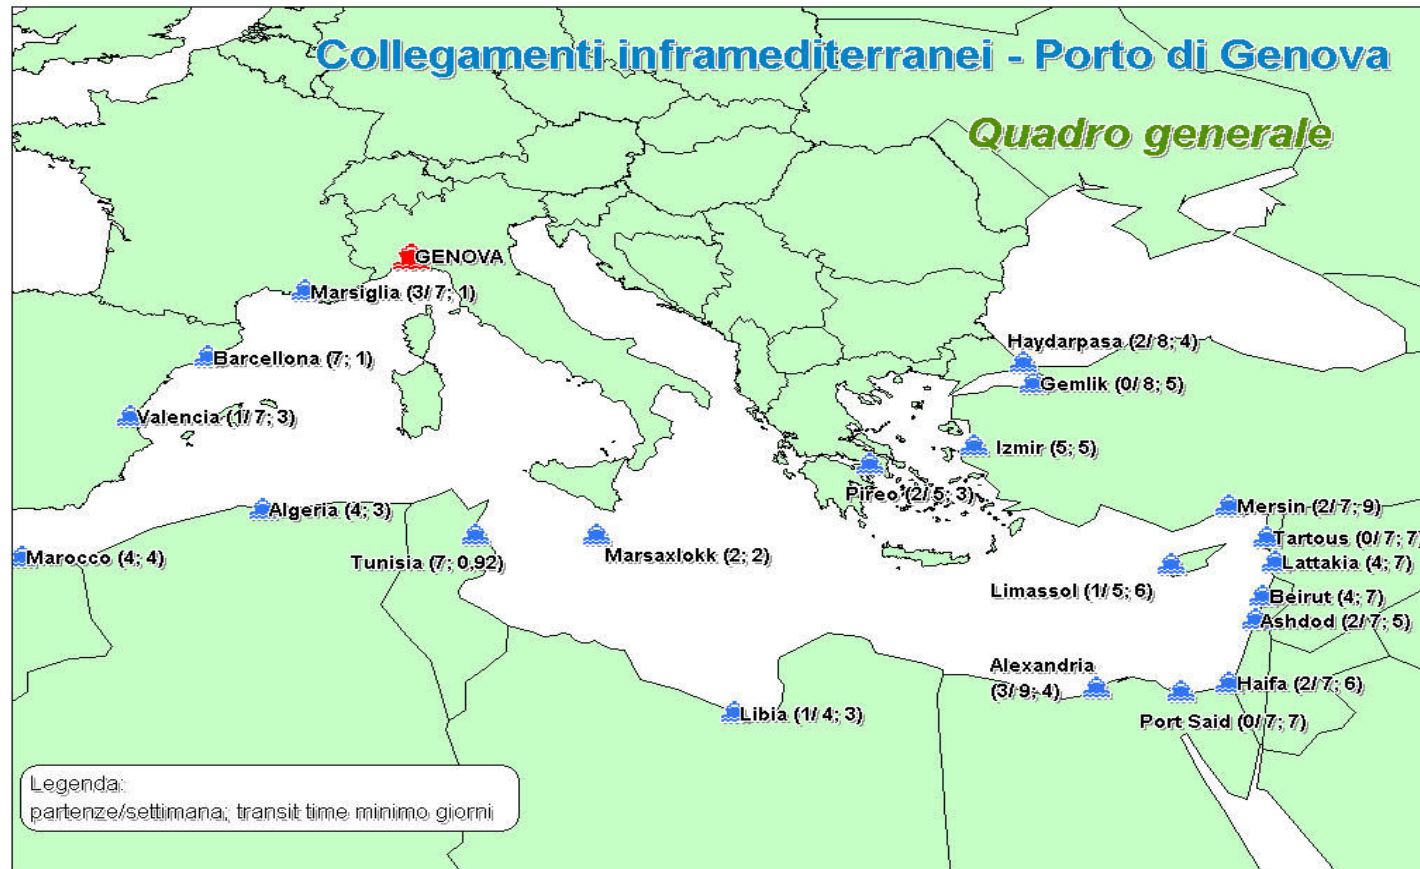 Collegamenti inframediterranei - Porto di Genova
Quadro generale
GENOVA
Marsiglia (3/7; 1)
Haydarpasa (2/8; 4)
Barcellona (7; 1)
Gemlik (0/8; 5)
Valencia (1/7; 3)
Izmir (5; 5)
Pireo (2/5; 3)
Algeria (4; 3)
Mersin (2/7; 9)
Tartous (0/7; 7)
Marocco (4; 4)
Tunisia (7; 0,92)
Marsaxlokk (2; 2)
Lattakia (4; 7)
Limassol (1/5; 6)
Beirut (4; 7)
Ashdod (2/7; 5)
Alexandria
(3/9; 4)
Haifa (2/7; 6)
Libia (1/4; 3)
Port Said (0/7; 7)
Legenda:
partenze/settimana; transit time minimo giorni